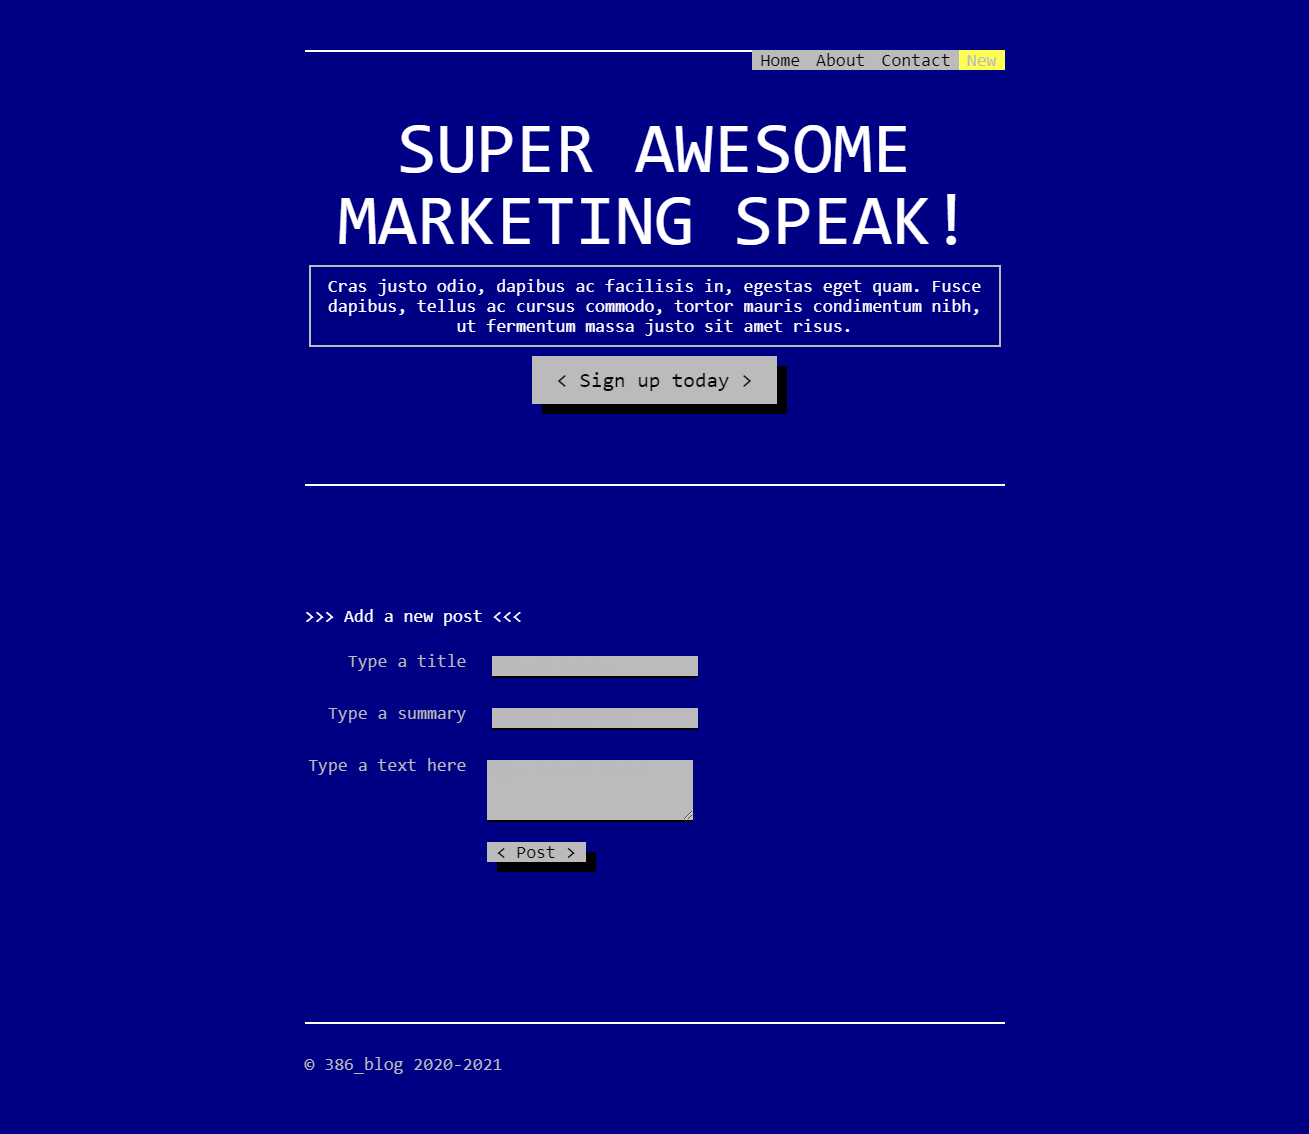 Home About Contact New
SUPER AWESOME
MARKETING SPEAK!
Cras justo odio, dapibus ac facilisis in, egestas eget quam. Fusce
dapibus, tellus ac cursus commodo, tortor mauris condimentum nibh,
ut fermentum massa justo sit amet risus.
< Sign up today >
>>> Add a new post <<<
Type a title
Type a summary
Type a text here
< Post >
© 386_blog 2020-2021